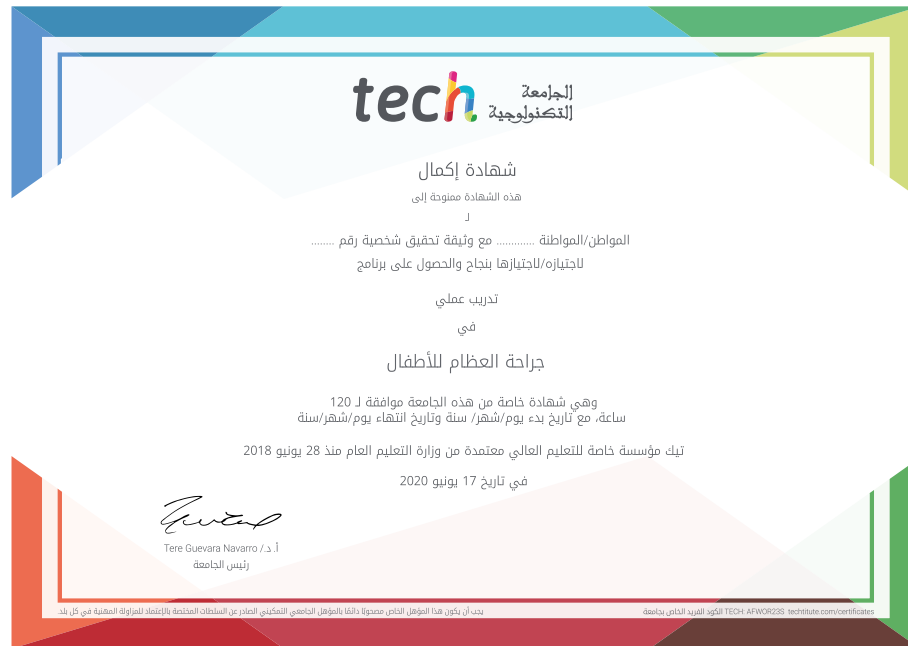 tech الجامعة
التكنولوجية
شهادة إكمال
هذه الشهادة ممنوحة إلى
لـ
المواطن/المواطنة ............. مع وثيقة تحقيق شخصية رقم ........
لاجتيازه/لاجتيازها بنجاح والحصول على برنامج
تدريب عملي
في
جراحة العظام للأطفال
وهي شهادة خاصة من هذه الجامعة موافقة لـ 120
ساعة، مع تاريخ بدء يوم/شهر/ سنة وتاريخ انتهاء يوم/شهر/سنة
تيك مؤسسة خاصة للتعليم العالي معتمدة من وزارة التعليم العام منذ 28 يونيو 2018
في تاريخ 17 يونيو 2020
أ. د./ Tere Guevara Navarro
رئيس الجامعة
يجب أن يكون هذا المؤهل الخاص مصحوبًا دائمًا بالمؤهل الجامعي التمكيني الصادر عن السلطات المختصة بالإعتماد للمزاولة المهنية في كل بلد.
الكود الفريد الخاص بجامعة TECH: AFWOR23S techtitute.com/certificates